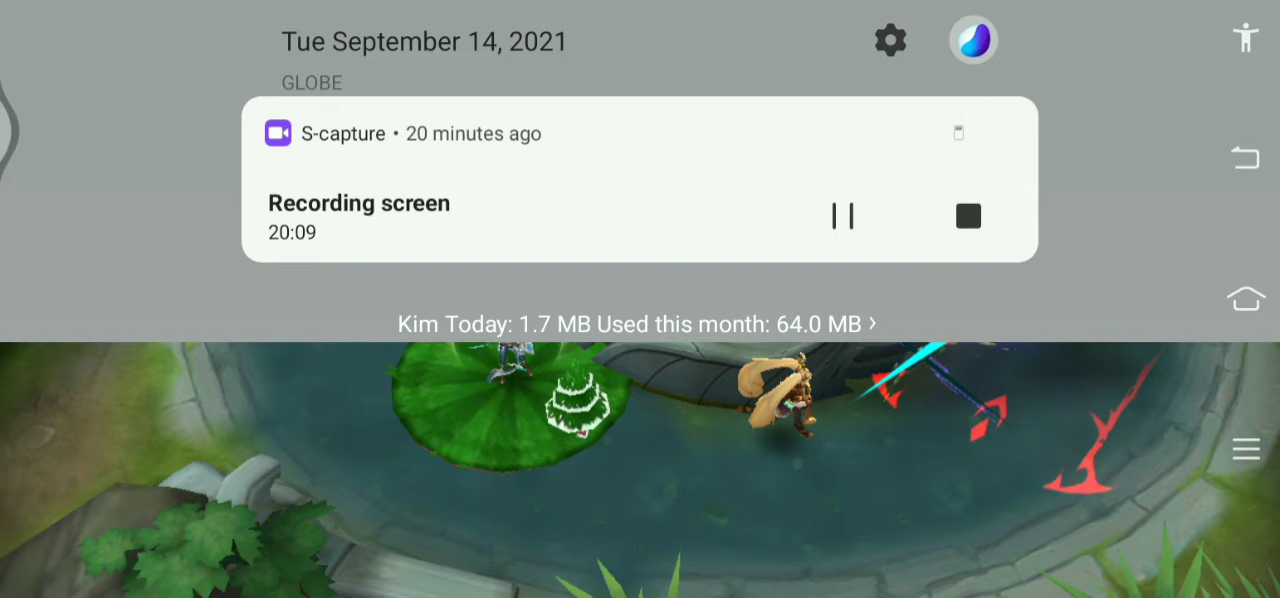 Tue September 14, 2021
GLOBE
S-capture • 20 minutes ago
Recording screen
20:09
Kim Today: 1.7 MB Used this month: 64.0 MB ›